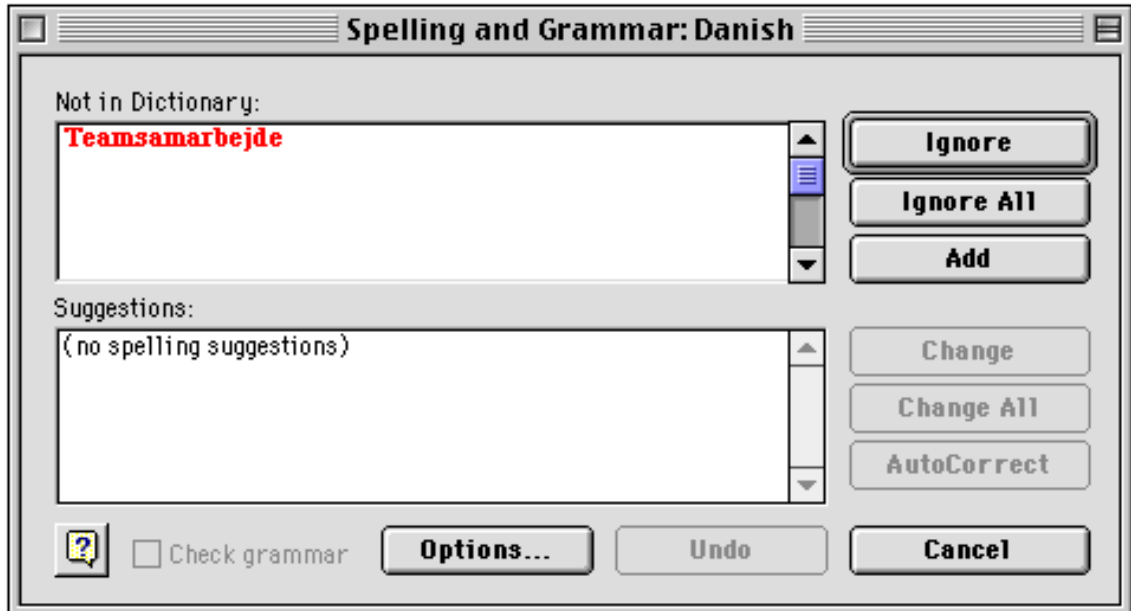 Spelling and Grammar: Danish
Not in Dictionary:
Teamsamarbejde
Ignore
Ignore All
Add
Suggestions:
(no spelling suggestions)
Change
Change All
AutoCorrect
?
Check grammar
Options...
Undo
Cancel